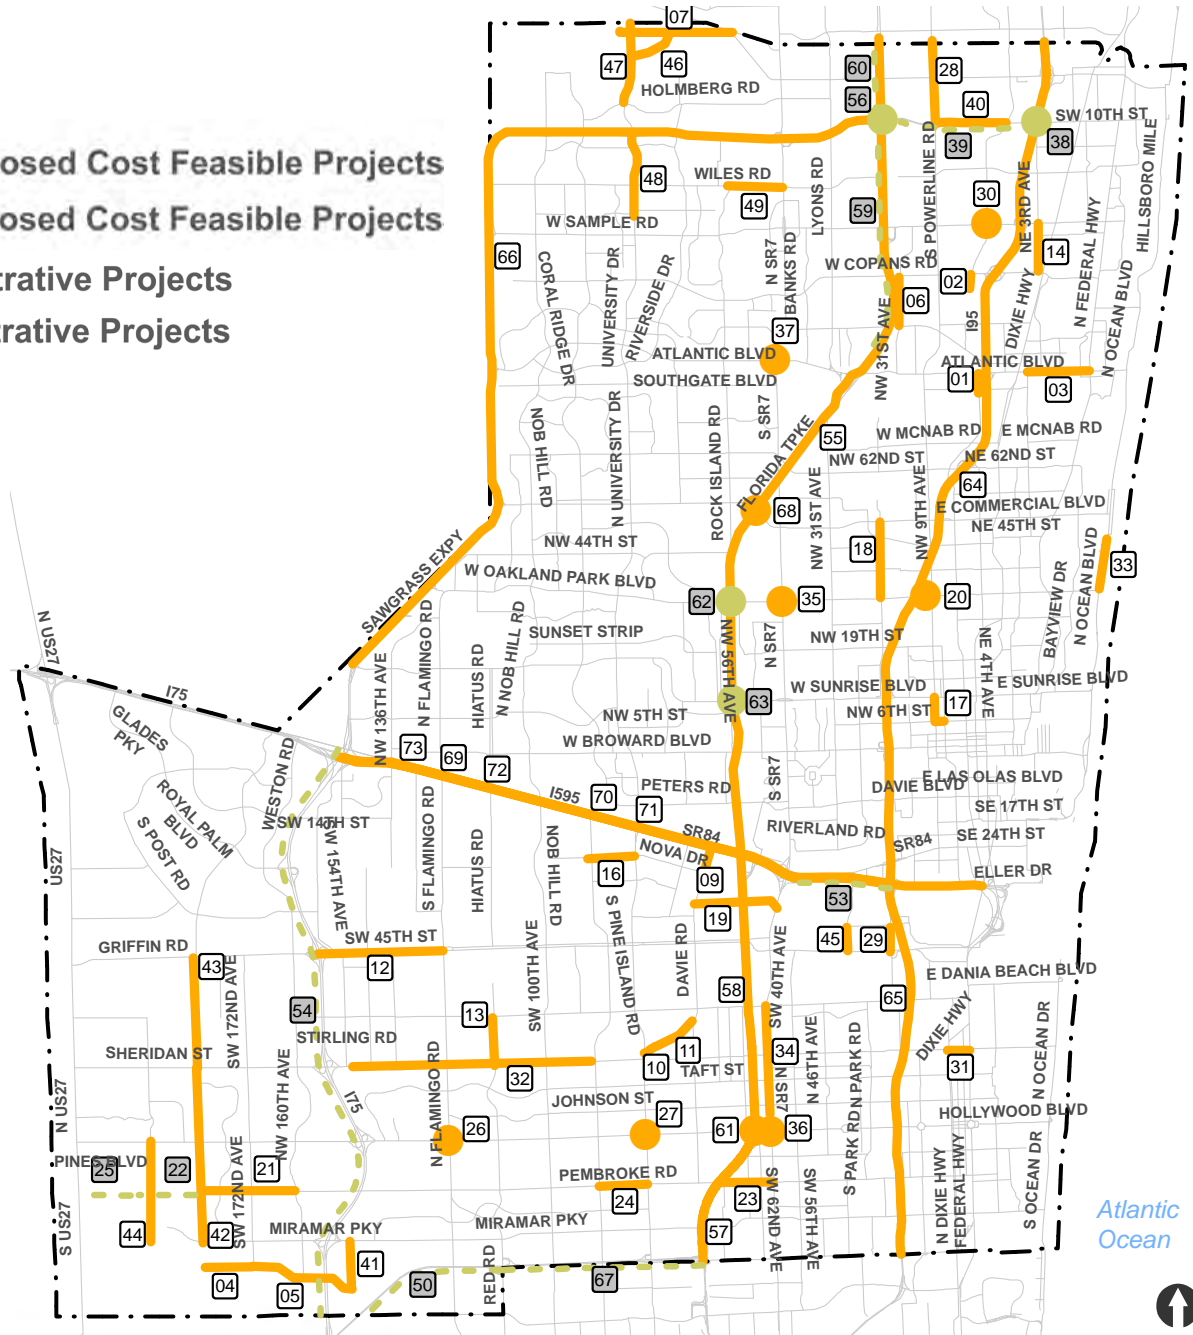 07
47
46
60
28
HOLMBERG RD
56
40
SW 10TH ST
39
38
osed Cost Feasible Projects
48
WILES RD
49
LYONS RD
S POWERLINE RD
30
NE 3RD AVE
HILLSBORO MILE
osed Cost Feasible Projects
W SAMPLE RD
59
N FEDERAL HWY
14
66
trative Projects
CORAL RIDGE DR
UNIVERSITY DR
RIVERSIDE DR
N SR7
BANKS RD
W COPANS RD
02
06
I95
DIXIE HWY
N OCEAN BLVD
trative Projects
37
NW 31ST AVE
ATLANTIC BLVD
ATLANTIC BLVD
SOUTHGATE BLVD
01
03
NOB HILL RD
N UNIVERSITY DR
ROCK ISLAND RD
S SR7
FLORIDA TPKE
55
W MCNAB RD
E MCNAB RD
NW 62ND ST
NE 62ND ST
64
68
NW 31ST AVE
NW 9TH AVE
E COMMERCIAL BLVD
NE 45TH ST
NW 44TH ST
18
33
SAWGRASS EXPY
W OAKLAND PARK BLVD
62
35
20
BAYVIEW DR
N OCEAN BLVD
N US27
N FLAMINGO RD
N NOB HILL RD
SUNSET STRIP
NW 56TH AVE
N SR7
NW 19TH ST
NE 4TH AVE
I75
NW 136TH AVE
HIATUS RD
W SUNRISE BLVD
E SUNRISE BLVD
63
17
NW 6TH ST
GLADES
PKY
NW 5TH ST
W BROWARD BLVD
WESTON RD
73
69
72
S SR7
E LAS OLAS BLVD
DAVIE BLVD
PETERS RD
I595
70
71
SE 17TH ST
ROYAL PALM
BLVD
S POST RD
SW 14TH ST
SW 154TH AVE
S FLAMINGO RD
HIATUS RD
NOB HILL RD
SR84
NOVA DR
RIVERLAND RD
SR84
SE 24TH ST
US27
16
09
ELLER DR
53
S PINE ISLAND RD
19
GRIFFIN RD
SW 45TH ST
12
43
SW 172ND AVE
SW 100TH AVE
DAVIE RD
SW 40TH AVE
45
29
E DANIA BEACH BLVD
58
65
54
13
STIRLING RD
DIXIE HWY
N OCEAN DR
SHERIDAN ST
10
11
TAFT ST
34
N SR7
N 46TH AVE
N PARK RD
31
32
NW 160TH AVE
N FLAMINGO RD
I75
JOHNSON ST
N US27
26
27
61
36
HOLLYWOOD BLVD
PINES BLVD
25
22
21
PEMBROKE RD
24
23
S PARK RD
N DIXIE HWY
FEDERAL HWY
S OCEAN DR
S US27
44
42
SW 172ND AVE
MIRAMAR PKY
MIRAMAR PKY
57
SW 62ND AVE
SW 56TH AVE
Atlantic
Ocean
04
05
41
50
RED RD
67